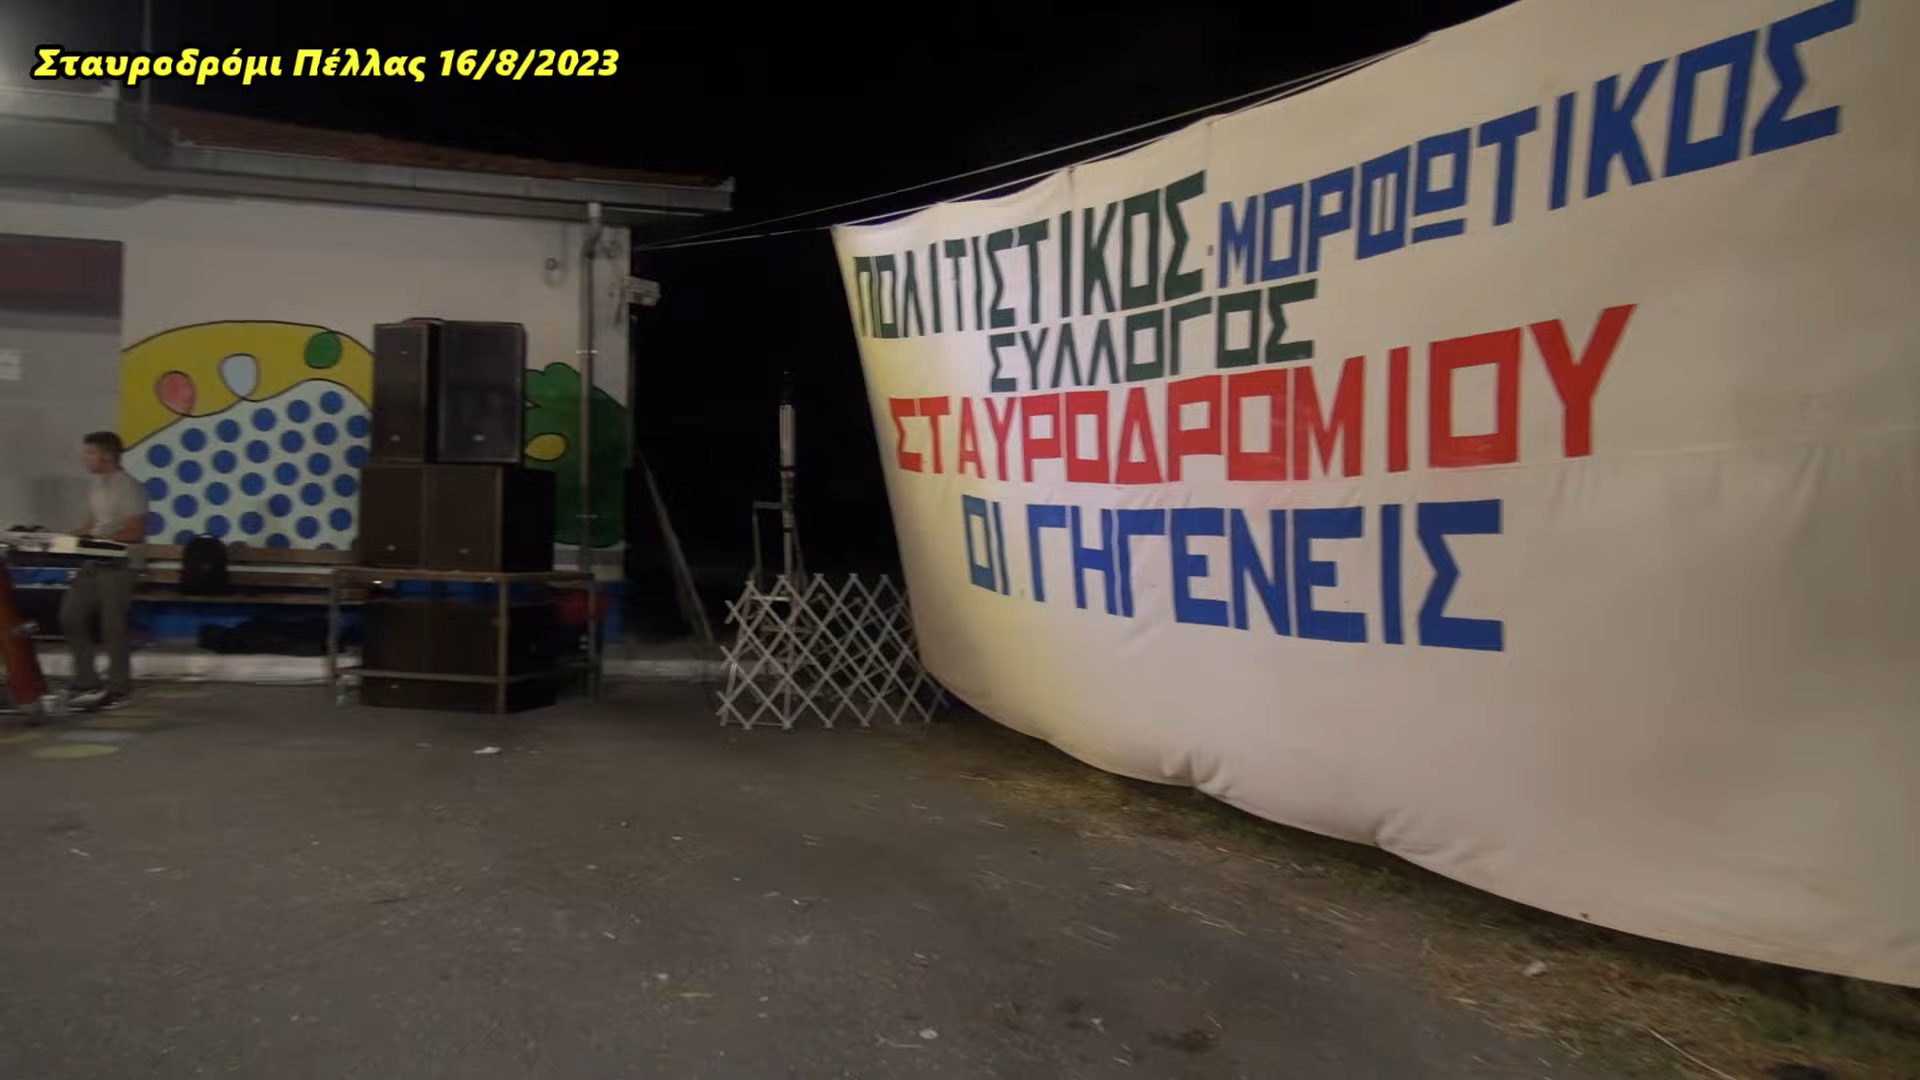 Σταυροδρόμι Πέλλας 16/8/2023
ΠΟΛΙΤΙΣΤΙΚΟΣ·ΜΟΡΦΩΤΙΚΟΣ
ΣΥΛΛΟΓΟΣ
ΣΤΑΥΡΟΔΡΟΜΙΟΥ
ΟΙ ΓΗΓΕΝΕΙΣ